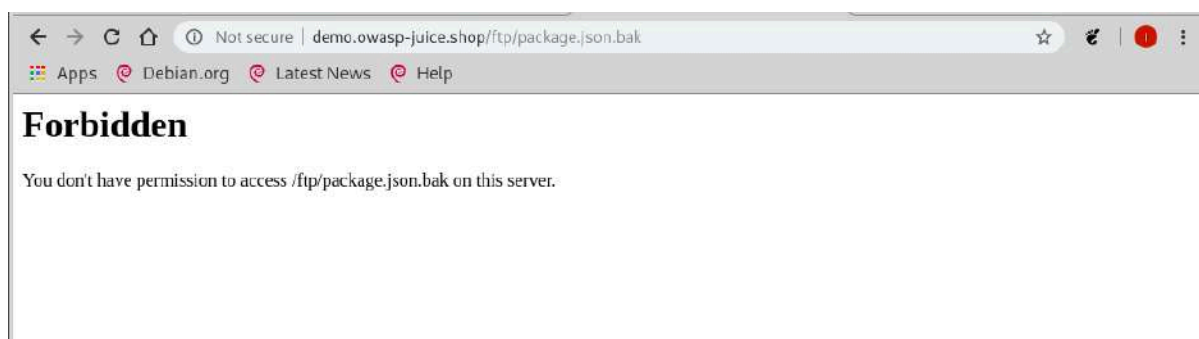 Not secure | demo.owasp-juice.shop/ftp/package.json.bak
Apps Debian.org Latest News Help
Forbidden
You don't have permission to access /ftp/package.json.bak on this server.